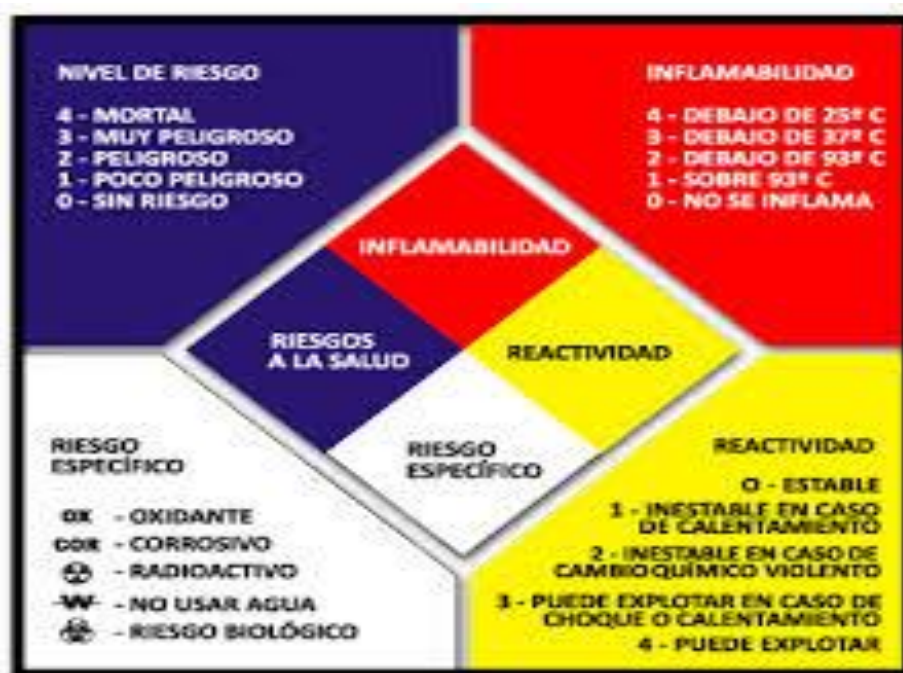 NIVEL DE RIESGO
4 - MORTAL
3 - MUY PELIGROSO
2 - PELIGROSO
1 - POCO PELIGROSO
0 - SIN RIESGO
INFLAMABILIDAD
4 - DEBAJO DE 25º C
3 - DEBAJO DE 37º C
2 - DEBAJO DE 93º C
1 - SOBRE 93º C
0 - NO SE INFLAMA
INFLAMABILIDAD
RIESGOS
A LA SALUD
REACTIVIDAD
RIESGO
ESPECÍFICO
RIESGO
ESPECÍFICO
OX - OXIDANTE
COR - CORROSIVO
- RADIOACTIVO
W - NO USAR AGUA
- RIESGO BIOLÓGICO
REACTIVIDAD
O - ESTABLE
1 - INESTABLE EN CASO
DE CALENTAMIENTO
2 - INESTABLE EN CASO DE
CAMBIO QUÍMICO VIOLENTO
3 - PUEDE EXPLOTAR EN CASO DE
CHOQUE O CALENTAMIENTO
4 - PUEDE EXPLOTAR